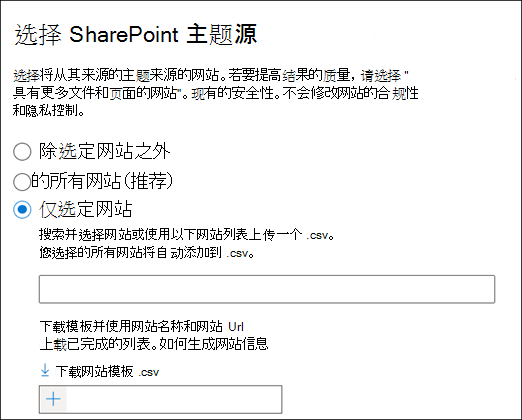 选择 SharePoint 主题源
选择将从其来源的主题来源的网站。若要提高结果的质量，请选择 "
具有更多文件和页面的网站"。现有的安全性。不会修改网站的合规性
和隐私控制。
除选定网站之外
的所有网站(推荐)
仅选定网站
搜索并选择网站或使用以下网站列表上传一个 .csv。
您选择的所有网站将自动添加到 .csv。
下载模板并使用网站名称和网站 Url
上载已完成的列表。如何生成网站信息
下载网站模板 .csv